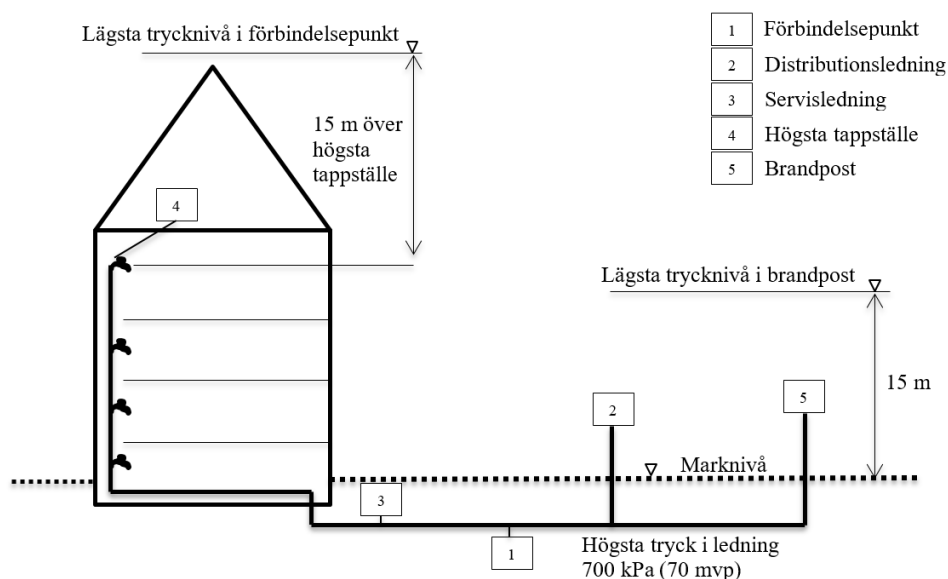 Lägsta trycknivå i förbindelsepunkt
1 Förbindelsepunkt
2 Distributionsledning
3 Servisledning
4 Högsta tappställe
5 Brandpost
15 m över
högsta
tappställe
4
Lägsta trycknivå i brandpost
15 m
2
5
Marknivå
3
1
Högsta tryck i ledning
700 kPa (70 mvp)